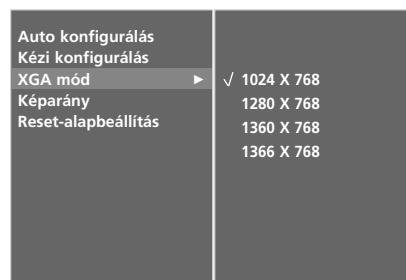 Auto konfigurálás
Kézi konfigurálás
XGA mód ►
Képarány
Reset-alapbeállítás
√ 1024 X 768
1280 X 768
1360 X 768
1366 X 768